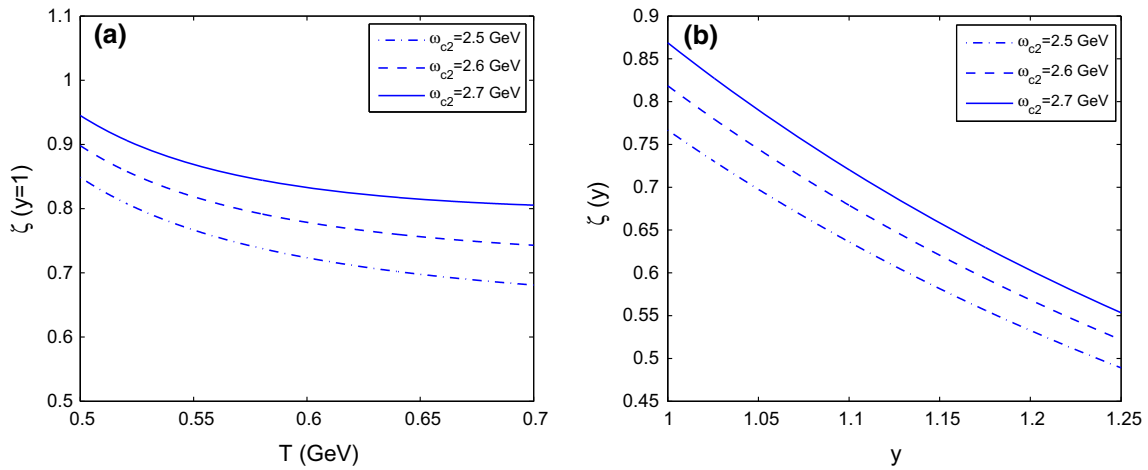 (a)
ω_c2=2.5 GeV
ω_c2=2.6 GeV
ω_c2=2.7 GeV
1.1
1
0.9
0.8
0.7
0.6
0.5
ζ (y=1)
0.5 0.55 0.6 0.65 0.7
T (GeV)
(b)
ω_c2=2.5 GeV
ω_c2=2.6 GeV
ω_c2=2.7 GeV
0.9
0.85
0.8
0.75
0.7
0.65
0.6
0.55
0.5
0.45
ζ (y)
1 1.05 1.1 1.15 1.2 1.25
y